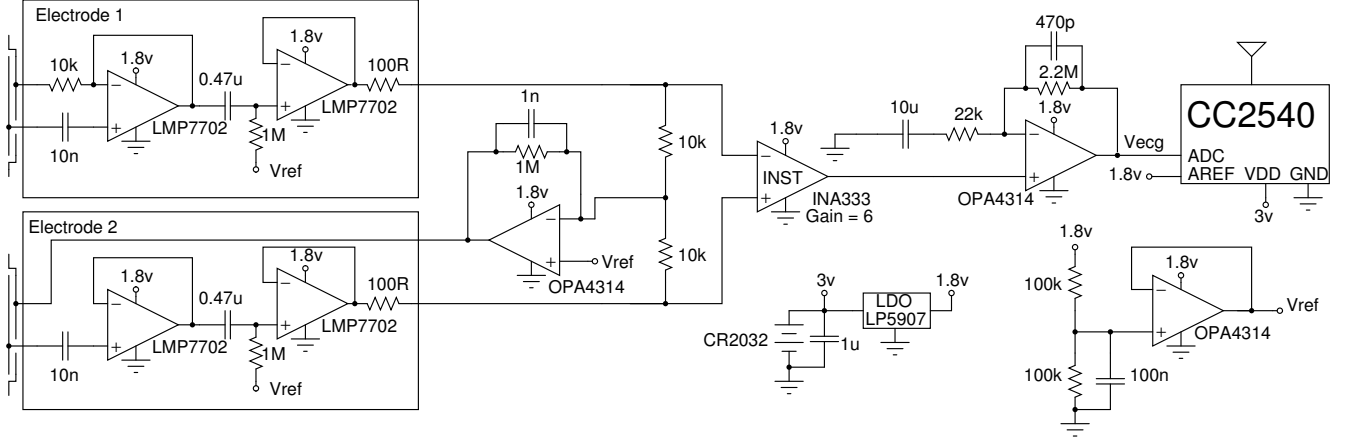 Electrode 1
10k
1.8v
0.47u
1.8v
100R
LMP7702
LMP7702
1M
10n
Vref
Electrode 2
1.8v
0.47u
1.8v
100R
LMP7702
LMP7702
1M
10n
Vref
1n
1M
1.8v
Vref
OPA4314
10k
10k
1.8v
INST
INA333
Gain = 6
10u
22k
470p
2.2M
1.8v
OPA4314
Vecg
1.8v
CC2540
ADC
AREF VDD GND
3v
3v
1.8v
LDO
LP5907
CR2032
1u
1.8v
100k
100k
100n
1.8v
OPA4314
Vref